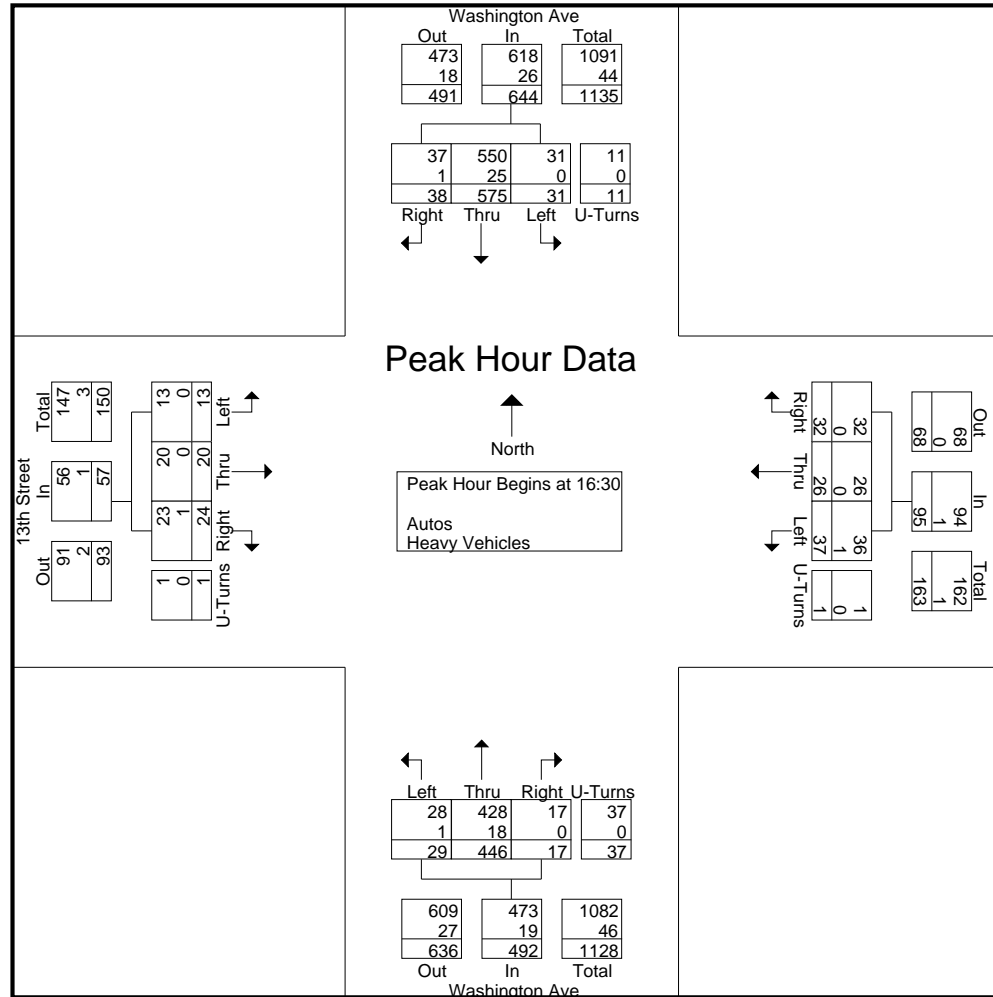 Washington Ave
Out In Total
473 618 1091
18 26 44
491 644 1135
37 550 31 11
1 25 0 0
38 575 31 11
Right Thru Left U-Turns
Peak Hour Data
North
Peak Hour Begins at 16:30
Autos
Heavy Vehicles
13th Street
Total In Out
147 56 91
3 1 2
150 57 93
13 20 23 1
0 0 1 0
13 20 24 1
Left Thru Right U-Turns
Out In Total
68 94 162
0 1 1
68 95 163
32 26 36 1
0 0 1 0
32 26 37 1
Right Thru Left U-Turns
Left Thru Right U-Turns
28 428 17 37
1 18 0 0
29 446 17 37
609 473 1082
27 19 46
636 492 1128
Out In Total
Washington Ave